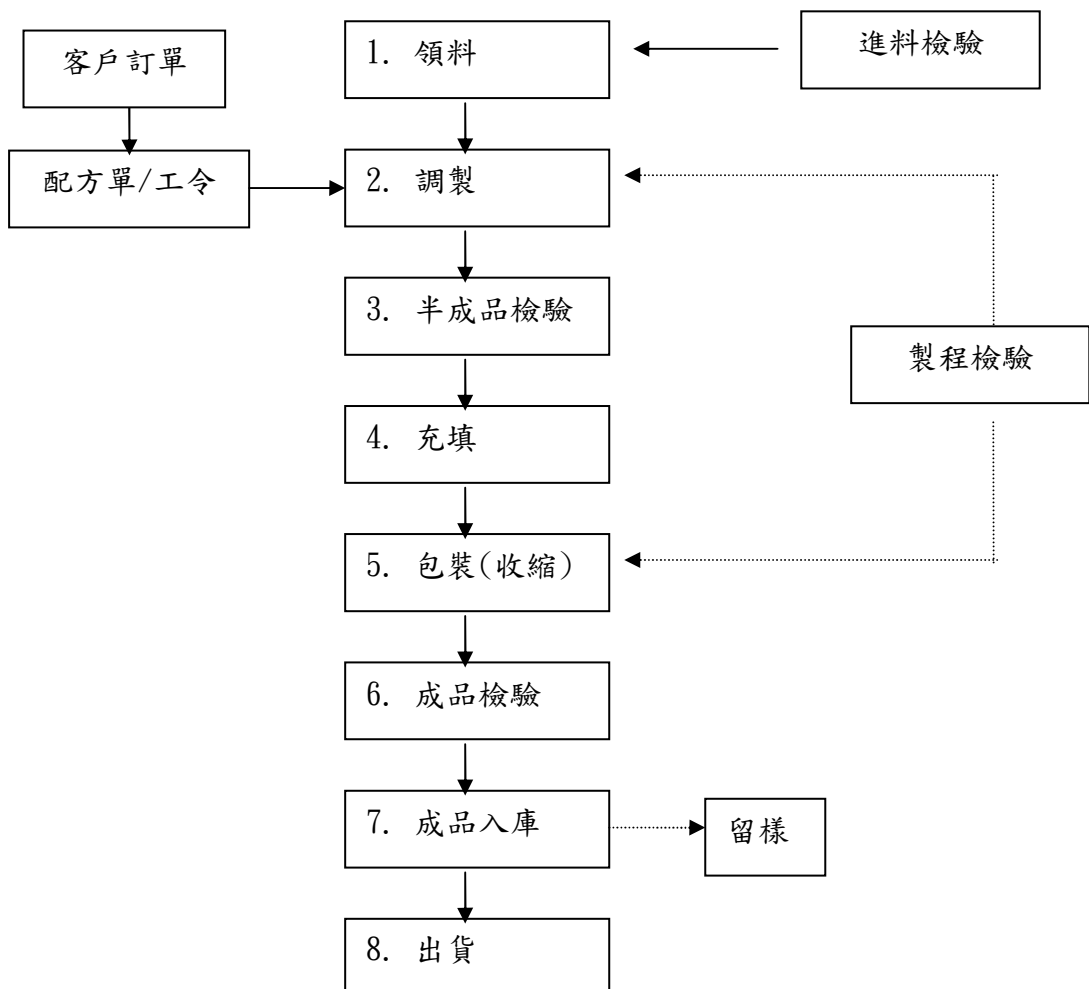 客戶訂單
1. 領料
進料檢驗
配方單/工令
2. 調製
3. 半成品檢驗
製程檢驗
4. 充填
5. 包裝(收縮)
6. 成品檢驗
7. 成品入庫
留樣
8. 出貨